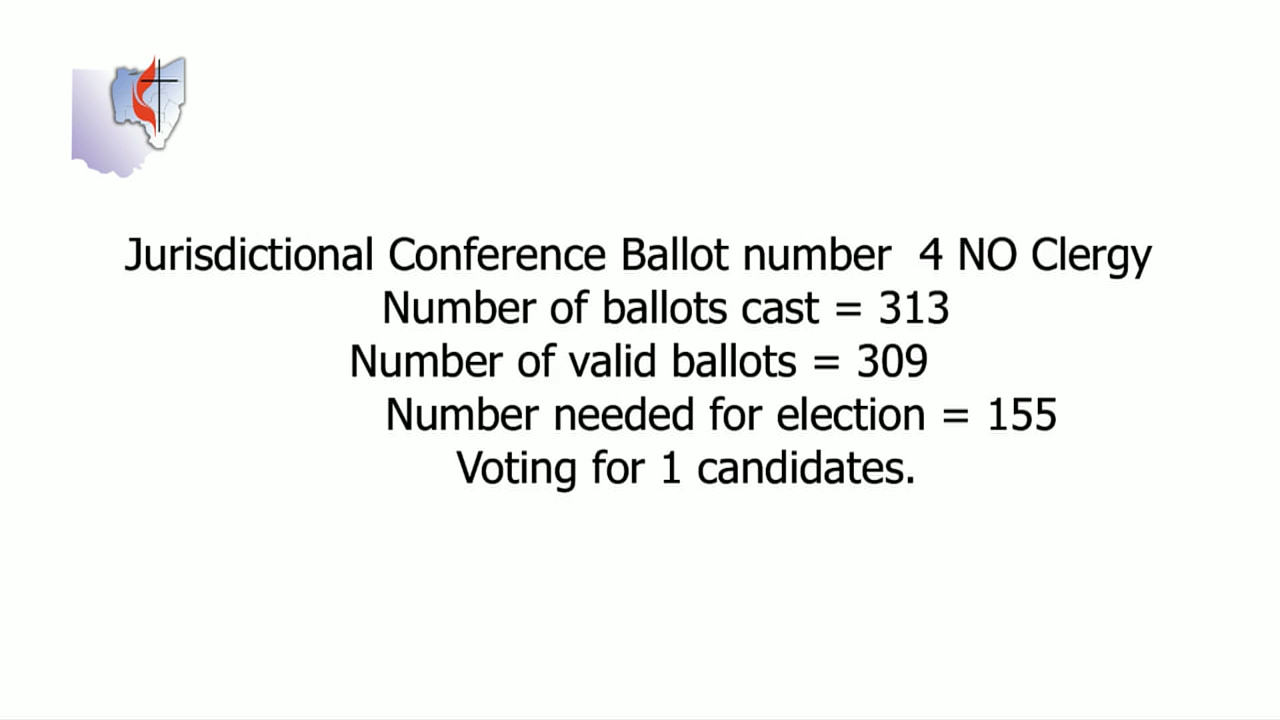 Jurisdictional Conference Ballot number  4 NO Clergy
Number of ballots cast = 313
Number of valid ballots = 309
Number needed for election = 155
Voting for 1 candidates.